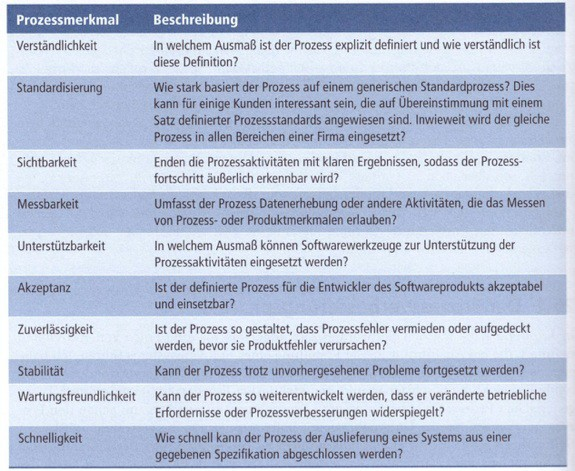 Prozessmerkmal Beschreibung
Verständlichkeit In welchem Ausmaß ist der Prozess explizit definiert und wie verständlich ist
diese Definition?
Standardisierung Wie stark basiert der Prozess auf einem generischen Standardprozess? Dies
kann für einige Kunden interessant sein, die auf Übereinstimmung mit einem
Satz definierter Prozessstandards angewiesen sind. Inwieweit wird der gleiche
Prozess in allen Bereichen einer Firma eingesetzt?
Sichtbarkeit Enden die Prozessaktivitäten mit klaren Ergebnissen, sodass der Prozess-
fortschritt äußerlich erkennbar wird?
Messbarkeit Umfasst der Prozess Datenerhebung oder andere Aktivitäten, die das Messen
von Prozess- oder Produktmerkmalen erlauben?
Unterstützbarkeit In welchem Ausmaß können Softwarewerkzeuge zur Unterstützung der
Prozessaktivitäten eingesetzt werden?
Akzeptanz Ist der definierte Prozess für die Entwickler des Softwareprodukts akzeptabel
und einsetzbar?
Zuverlässigkeit Ist der Prozess so gestaltet, dass Prozessfehler vermieden oder aufgedeckt
werden, bevor sie Produktfehler verursachen?
Stabilität Kann der Prozess trotz unvorhergesehener Probleme fortgesetzt werden?
Wartungsfreundlichkeit Kann der Prozess so weiterentwickelt werden, dass er veränderte betriebliche
Erfordernisse oder Prozessverbesserungen widerspiegelt?
Schnelligkeit Wie schnell kann der Prozess der Auslieferung eines Systems aus einer
gegebenen Spezifikation abgeschlossen werden?